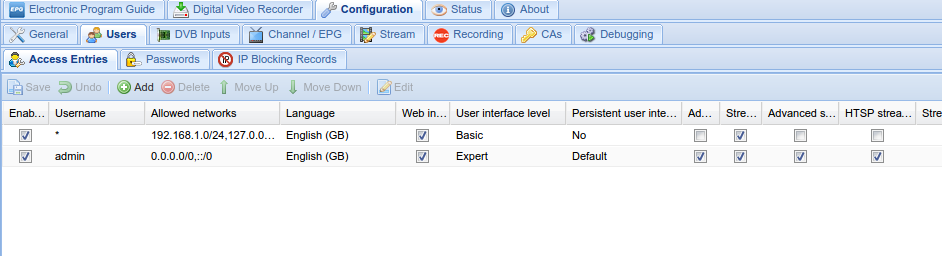 EPG Electronic Program Guide Digital Video Recorder Configuration Status About
General Users DVB Inputs Channel / EPG Stream REC Recording CAs Debugging
Access Entries Passwords IP Blocking Records
Save Undo Add Delete Move Up Move Down Edit
Enab... Username Allowed networks Language Web in... User interface level Persistent user inte... Ad... Stre... Advanced s... HTSP strea... Stre
* 192.168.1.0/24,127.0.0... English (GB) Basic No
admin 0.0.0.0/0,::/0 English (GB) Expert Default